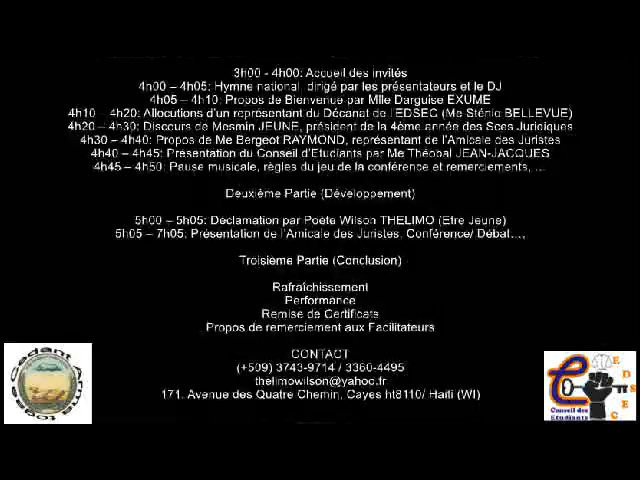 3h00 - 4h00: Accueil des invités
4h00 – 4h05: Hymne national, dirigé par les présentateurs et le DJ
4h05 – 4h10: Propos de Bienvenue par Mlle Darguise EXUME
4h10 – 4h20: Allocutions d'un représentant du Décanat de l'EDSEC (Me Sténio BELLEVUE)
4h20 – 4h30: Discours de Mesmin JEUNE, président de la 4ème année des Sces Juridiques
4h30 – 4h40: Propos de Me Bergeot RAYMOND, représentant de l'Amicale des Juristes
4h40 – 4h45: Présentation du Conseil d'Etudiants par Me Théobal JEAN-JACQUES
4h45 – 4h50: Pause musicale, règles du jeu de la conférence et remerciements, ...
Deuxième Partie (Développement)
5h00 – 5h05: Déclamation par Poète Wilson THELIMO (Etre Jeune)
5h05 – 7h05: Présentation de l'Amicale des Juristes, Conférence/ Débat...,
Troisième Partie (Conclusion)
Rafraîchissement
Performance
Remise de Certificats
Propos de remerciement aux Facilitateurs
CONTACT
(+509) 3743-9714 / 3360-4495
thelimowilson@yahoo.fr
171, Avenue des Quatre Chemin, Cayes ht8110/ Haïti (WI)
Cedant Arma togae
EDSEC
Conseil des
Etudiants